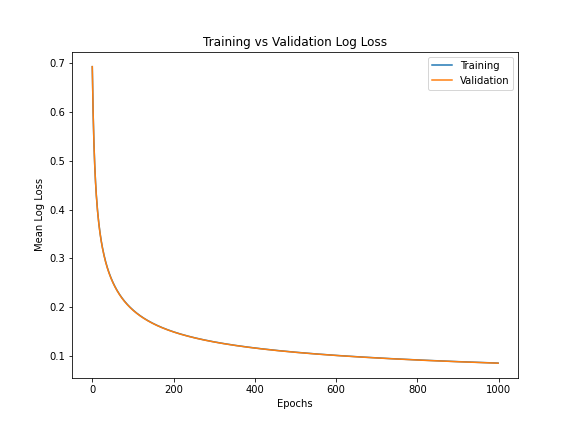 Training vs Validation Log Loss
Training
Validation
Mean Log Loss
0.7
0.6
0.5
0.4
0.3
0.2
0.1
0 200 400 600 800 1000
Epochs